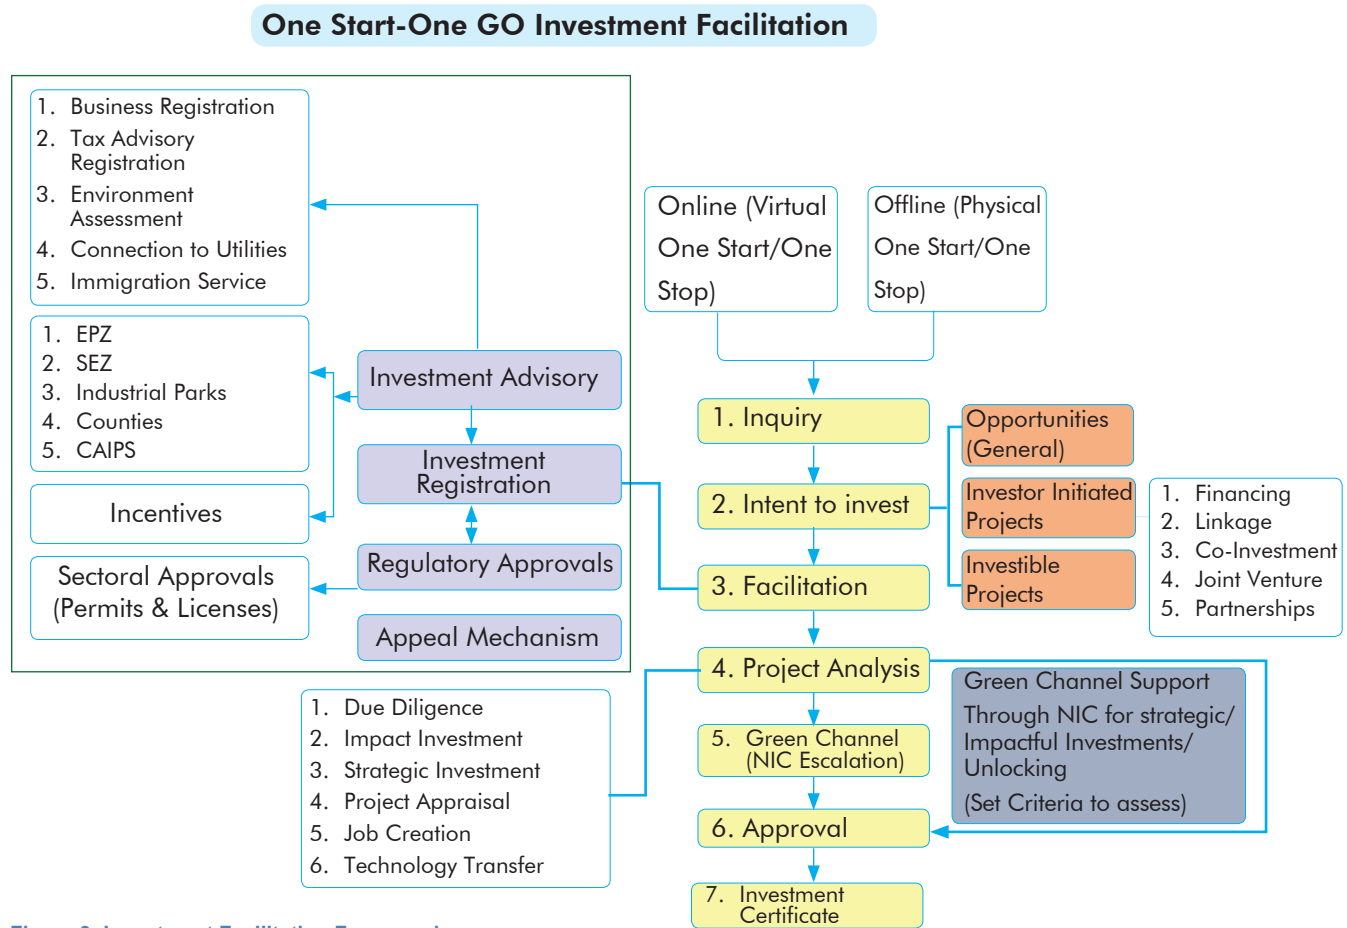 One Start-One GO Investment Facilitation
1. Business Registration
2. Tax Advisory
Registration
3. Environment
Assessment
4. Connection to Utilities
5. Immigration Service
1. EPZ
2. SEZ
3. Industrial Parks
4. Counties
5. CAIPS
Incentives
Sectoral Approvals
(Permits & Licenses)
Investment Advisory
Investment
Registration
Regulatory Approvals
Appeal Mechanism
Online (Virtual
One Start/One
Stop)
Offline (Physical
One Start/One
Stop)
1. Inquiry
2. Intent to invest
3. Facilitation
4. Project Analysis
5. Green Channel
(NIC Escalation)
6. Approval
7. Investment
Certificate
Opportunities
(General)
Investor Initiated
Projects
Investible
Projects
1. Financing
2. Linkage
3. Co-Investment
4. Joint Venture
5. Partnerships
Green Channel Support
Through NIC for strategic/
Impactful Investments/
Unlocking
(Set Criteria to assess)
1. Due Diligence
2. Impact Investment
3. Strategic Investment
4. Project Appraisal
5. Job Creation
6. Technology Transfer